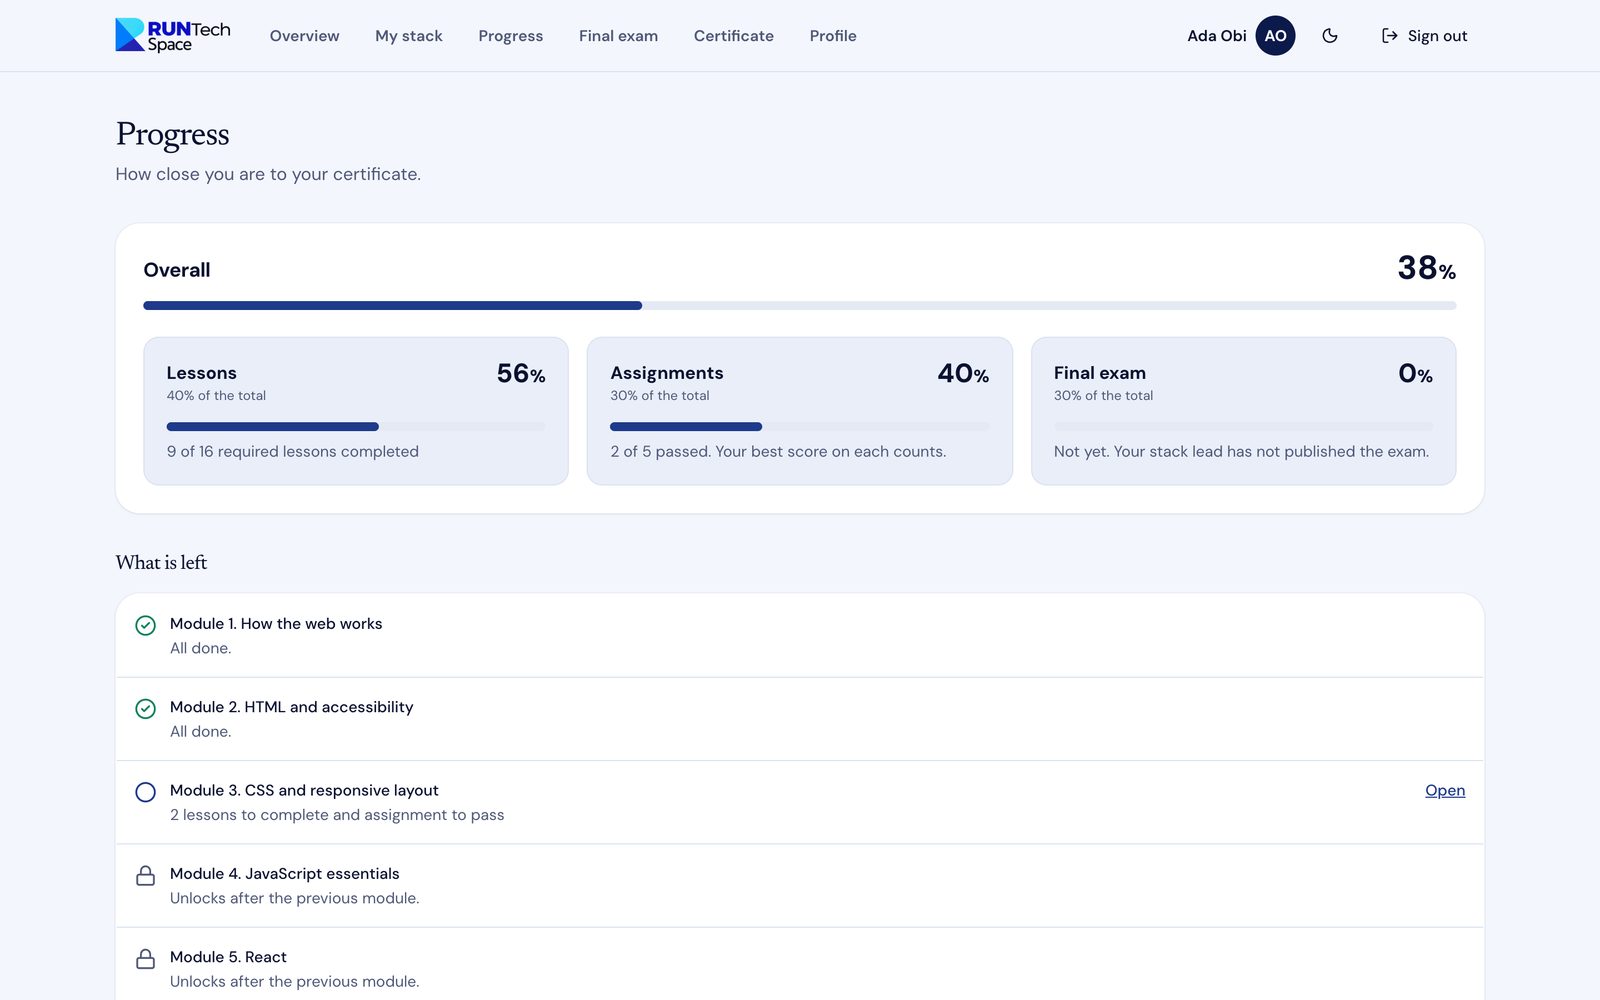 RUNTech
Space
Overview
My stack
Progress
Final exam
Certificate
Profile
Ada Obi
AO
Sign out
Progress
How close you are to your certificate.
Overall
38%
Lessons
56%
40% of the total
9 of 16 required lessons completed
Assignments
40%
30% of the total
2 of 5 passed. Your best score on each counts.
Final exam
0%
30% of the total
Not yet. Your stack lead has not published the exam.
What is left
Module 1. How the web works
All done.
Module 2. HTML and accessibility
All done.
Module 3. CSS and responsive layout
Open
2 lessons to complete and assignment to pass
Module 4. JavaScript essentials
Unlocks after the previous module.
Module 5. React
Unlocks after the previous module.